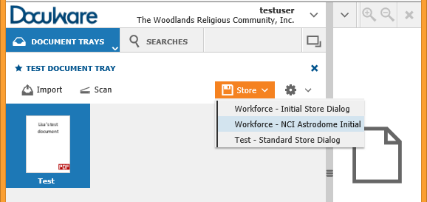 DocuWare
testuser
The Woodlands Religious Community, Inc.
DOCUMENT TRAYS
SEARCHES
TEST DOCUMENT TRAY
Import
Scan
Store
Workforce - Initial Store Dialog
Workforce - NCI Astrodome Initial
Test - Standard Store Dialog
Lisa's test
document
PDF
Test